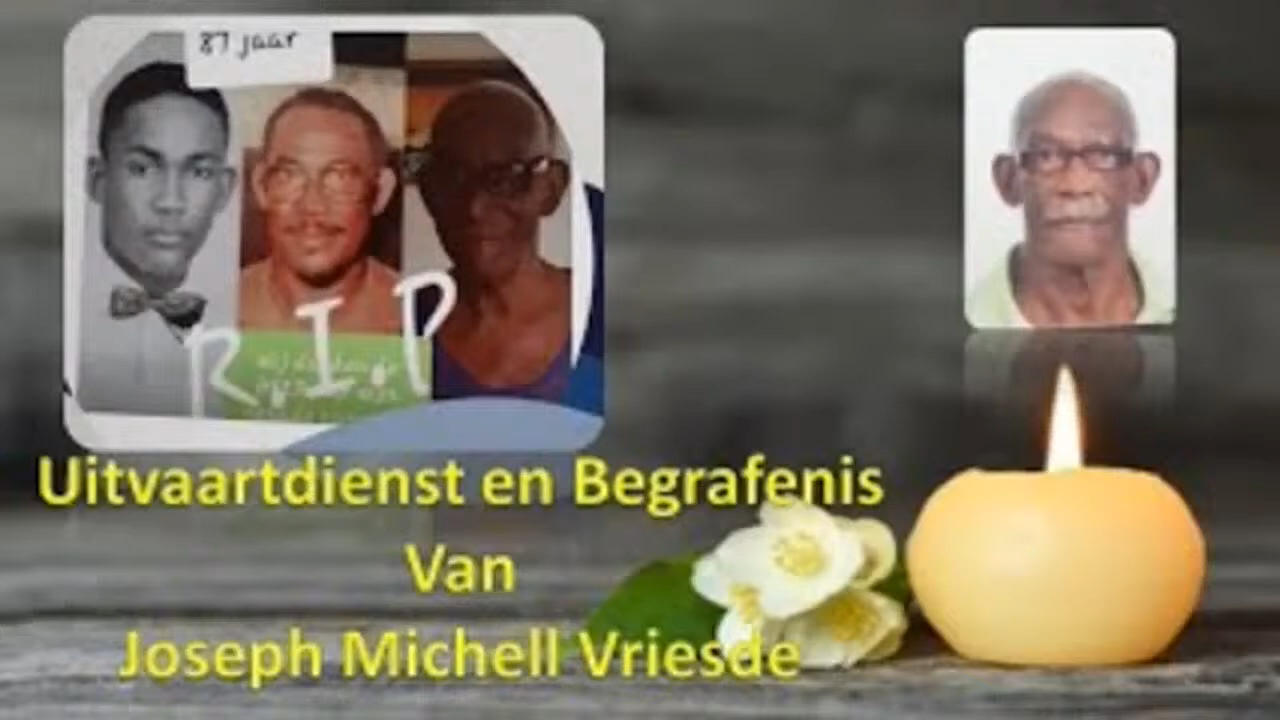 87 jaar
R.I.P
Uitvaartdienst en Begrafenis
Van
Joseph Michell Vriesde